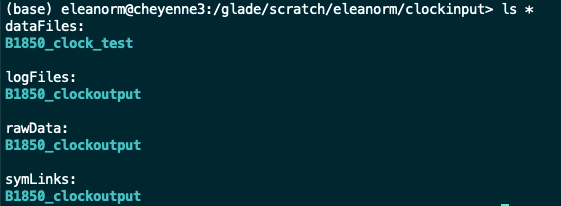 (base) eleanorm@cheyenne3:/glade/scratch/eleanorm/clockinput> ls *
dataFiles:
B1850_clock_test
logFiles:
B1850_clockoutput
rawData:
B1850_clockoutput
symLinks:
B1850_clockoutput